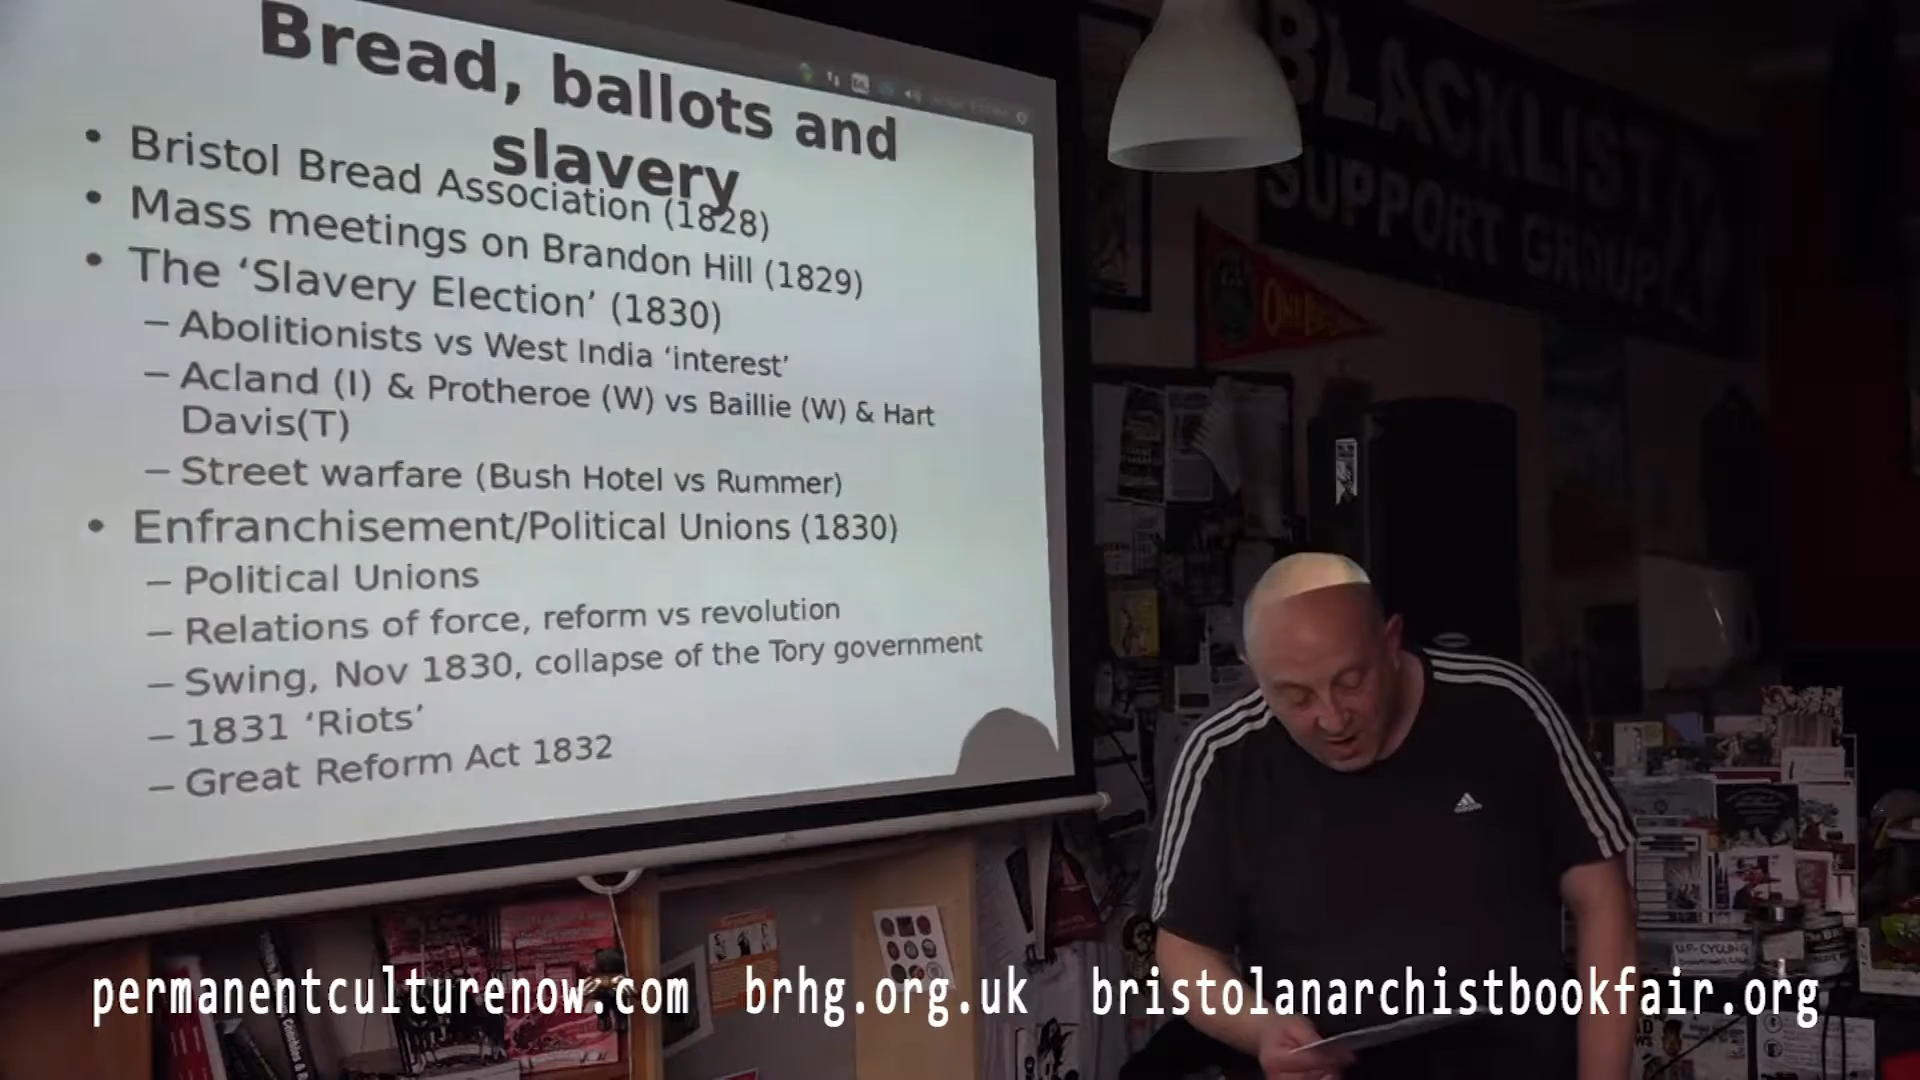 Bread, ballots and
slavery
• Bristol Bread Association (1828)
• Mass meetings on Brandon Hill (1829)
• The ‘Slavery Election’ (1830)
– Abolitionists vs West India ‘interest’
– Acland (I) & Protheroe (W) vs Baillie (W) & Hart
Davis(T)
– Street warfare (Bush Hotel vs Rummer)
• Enfranchisement/Political Unions (1830)
– Political Unions
– Relations of force, reform vs revolution
– Swing, Nov 1830, collapse of the Tory government
– 1831 ‘Riots’
– Great Reform Act 1832
BLACKLIST
SUPPORT GROUP
U.P-CYCLING
permanentculturenow.com brhg.org.uk bristolanarchistbookfair.org